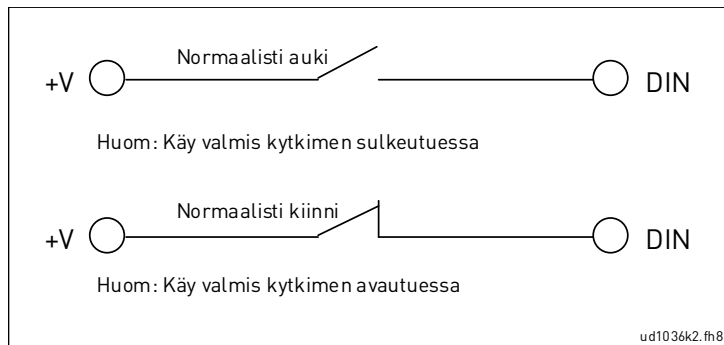 Normaalisti auki
+V DIN
Huom: Käy valmis kytkimen sulkeutuessa
Normaalisti kiinni
+V DIN
Huom: Käy valmis kytkimen avautuessa
ud1036k2.fh8